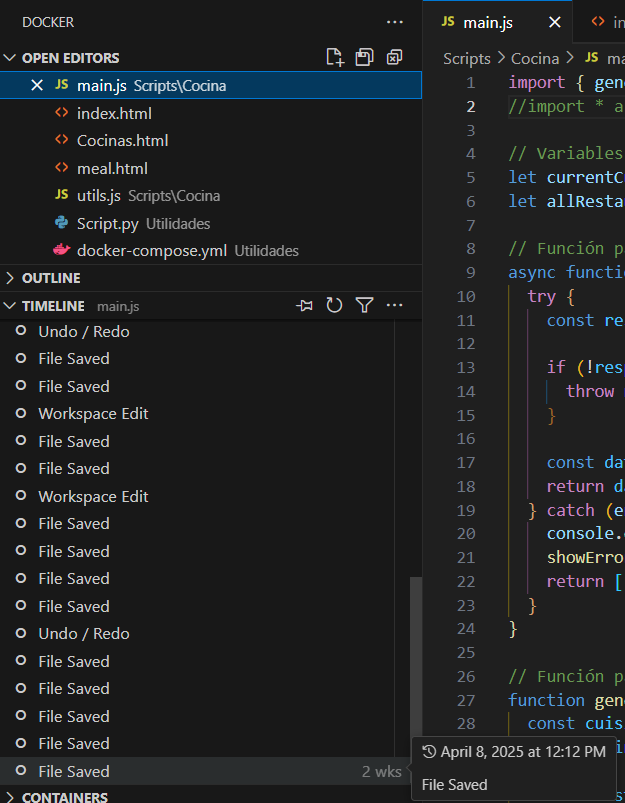 DOCKER
OPEN EDITORS
main.js Scripts\Cocina
index.html
Cocinas.html
meal.html
utils.js Scripts\Cocina
Script.py Utilidades
docker-compose.yml Utilidades
OUTLINE
TIMELINE main.js
Undo / Redo
File Saved
File Saved
Workspace Edit
File Saved
File Saved
Workspace Edit
File Saved
File Saved
File Saved
File Saved
Undo / Redo
File Saved
File Saved
File Saved
File Saved
File Saved 2 wks
CONTAINERS
JS main.js
Scripts > Cocina > JS
1 import { gen
2 //import * a
3
4 // Variables
5 let currentC
6 let allResta
7
8 // Función p
9 async functi
10 try {
11 const re
12
13 if (!res
14 throw
15 }
16
17 const da
18 return d
19 } catch (e
20 console.
21 showErro
22 return [
23 }
24 }
25
26 // Función p
27 function gen
28 const cuis
April 8, 2025 at 12:12 PM
File Saved